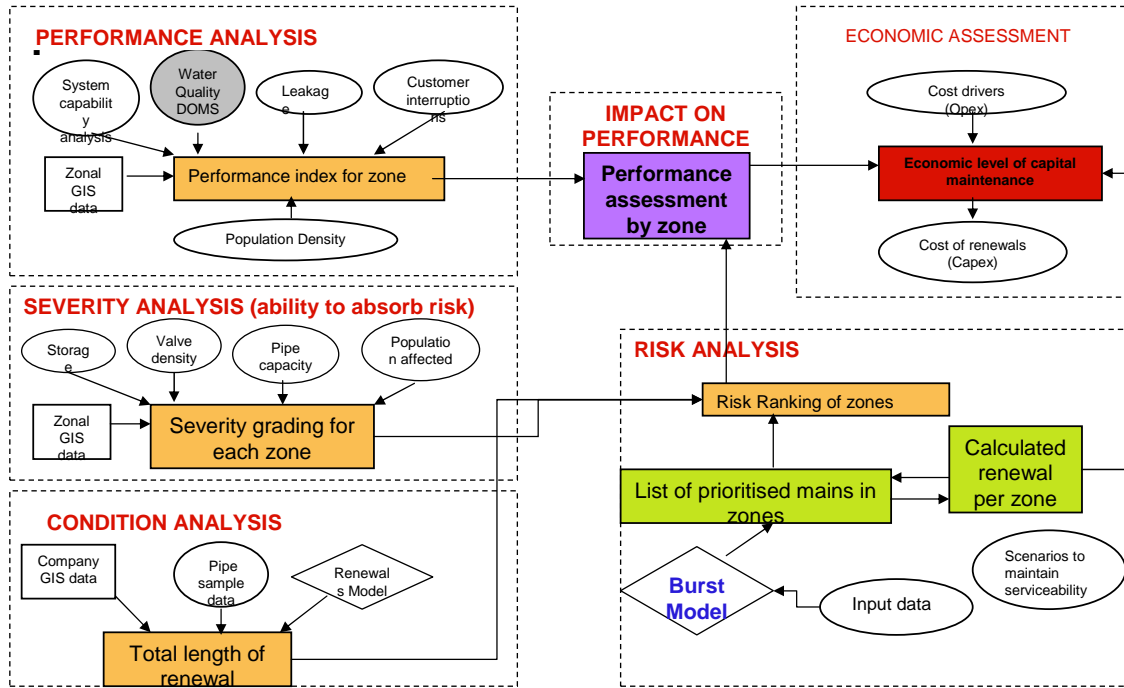 PERFORMANCE ANALYSIS
System
capabilit
y
analysis
Water
Quality
DOMS
Leakag
e
Customer
interruptio
ns
Zonal
GIS
data
Performance index for zone
Population Density
IMPACT ON
PERFORMANCE
Performance
assessment
by zone
ECONOMIC ASSESSMENT
Cost drivers
(Opex)
Economic level of capital
maintenance
Cost of renewals
(Capex)
SEVERITY ANALYSIS (ability to absorb risk)
Storag
e
Valve
density
Pipe
capacity
Populatio
n affected
Zonal
GIS
data
Severity grading for
each zone
CONDITION ANALYSIS
Company
GIS data
Pipe
sample
data
Renewal
s Model
Total length of
renewal
RISK ANALYSIS
Risk Ranking of zones
List of prioritised mains in
zones
Calculated
renewal
per zone
Burst
Model
Input data
Scenarios to
maintain
serviceability